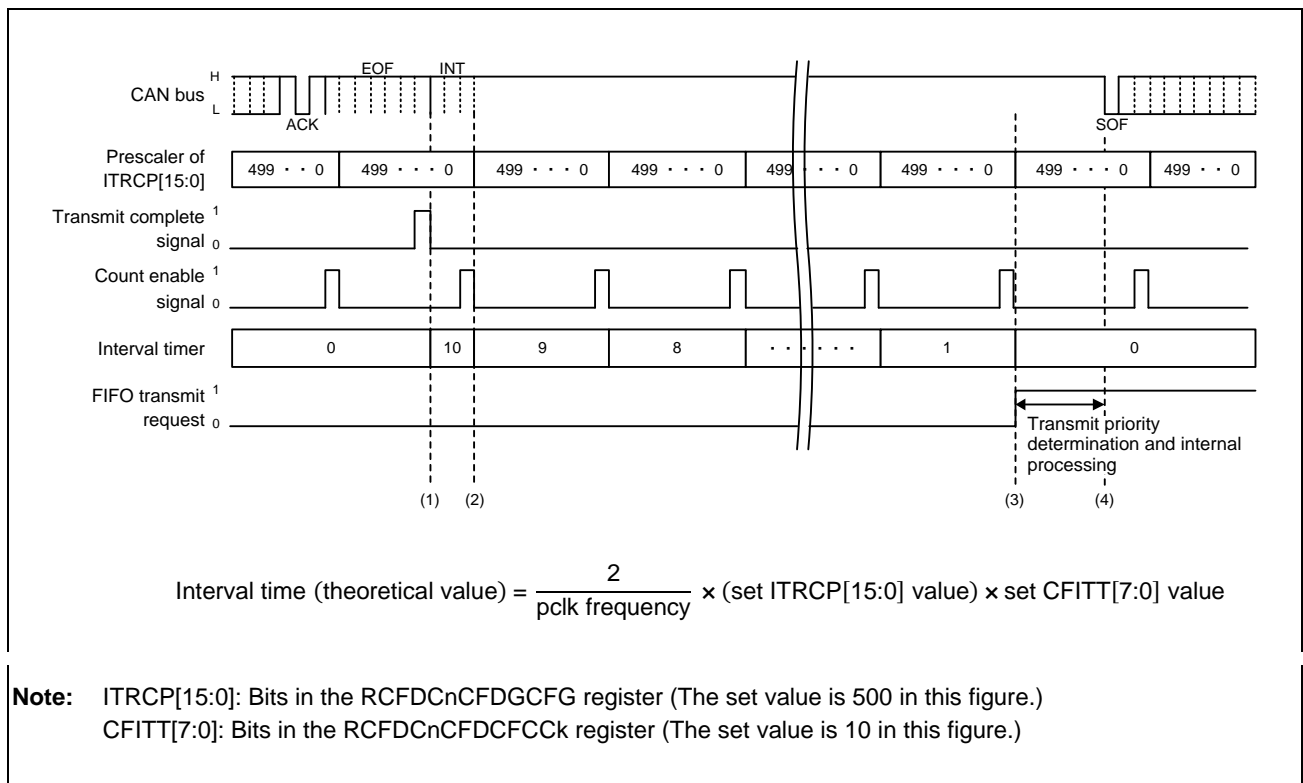 EOF INT
H
CAN bus
L
ACK
SOF
Prescaler of
ITRCP[15:0]
499 · · 0 499 · · · 0 499 · · · 0 499 · · · 0 499 · · · 0 499 · · · 0 499 · · · 0 499 · · 0
Transmit complete 1
signal 0
Count enable 1
signal 0
Interval timer 0 10 9 8 · · · · · · 1 0
FIFO transmit 1
request 0
Transmit priority
determination and internal
processing
(1) (2) (3) (4)
Interval time (theoretical value) = 2 / pclk frequency × (set ITRCP[15:0] value) × set CFITT[7:0] value
Note: ITRCP[15:0]: Bits in the RCFDCnCFDGCFG register (The set value is 500 in this figure.)
CFITT[7:0]: Bits in the RCFDCnCFDCFCCk register (The set value is 10 in this figure.)